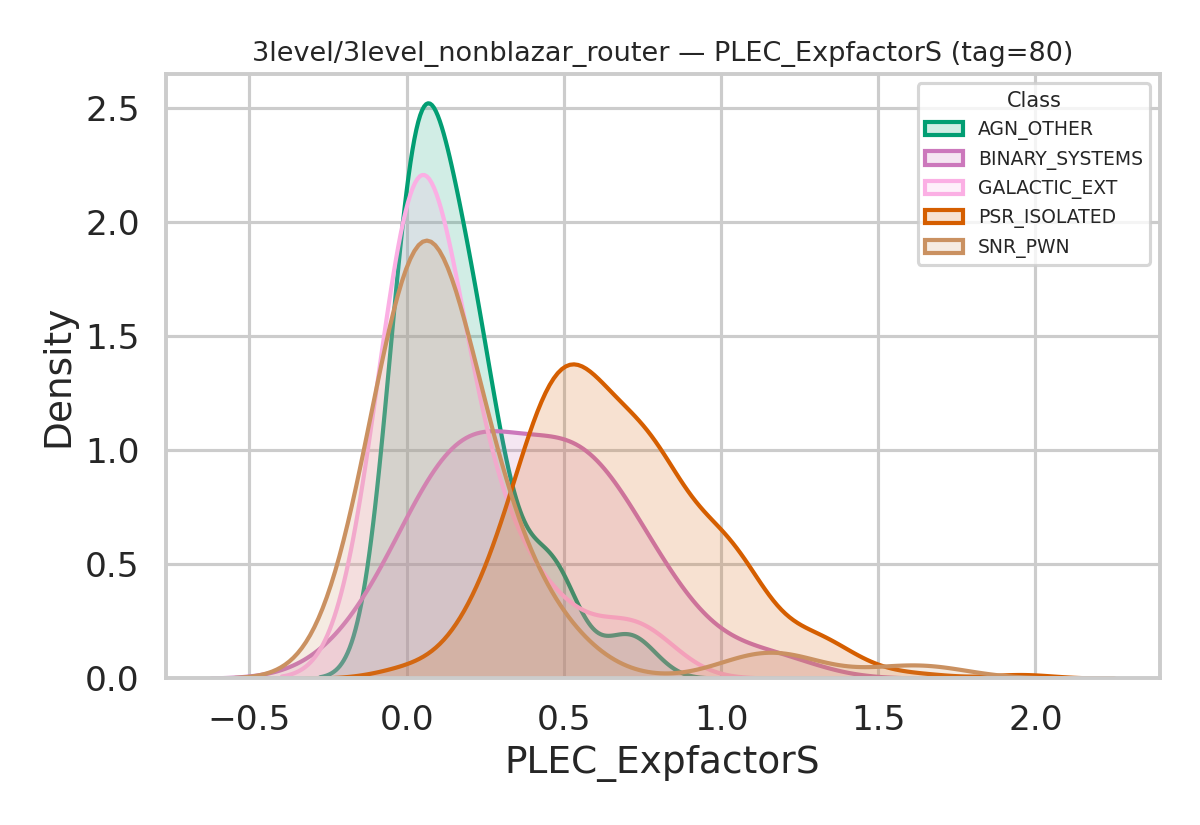 3level/3level_nonblazar_router — PLEC_ExpfactorS (tag=80)
Class
AGN_OTHER
BINARY_SYSTEMS
GALACTIC_EXT
PSR_ISOLATED
SNR_PWN
Density
2.5
2.0
1.5
1.0
0.5
0.0
−0.5 0.0 0.5 1.0 1.5 2.0
PLEC_ExpfactorS